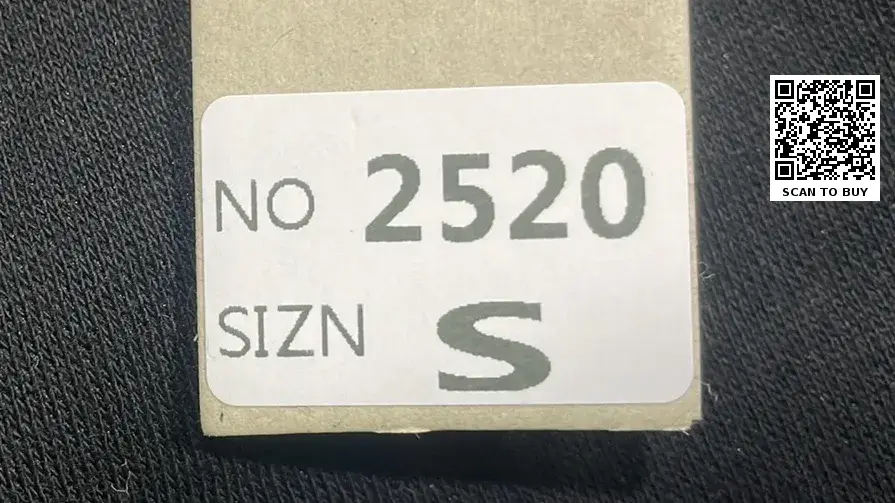 NO 2520
SIZN S
SCAN TO BUY